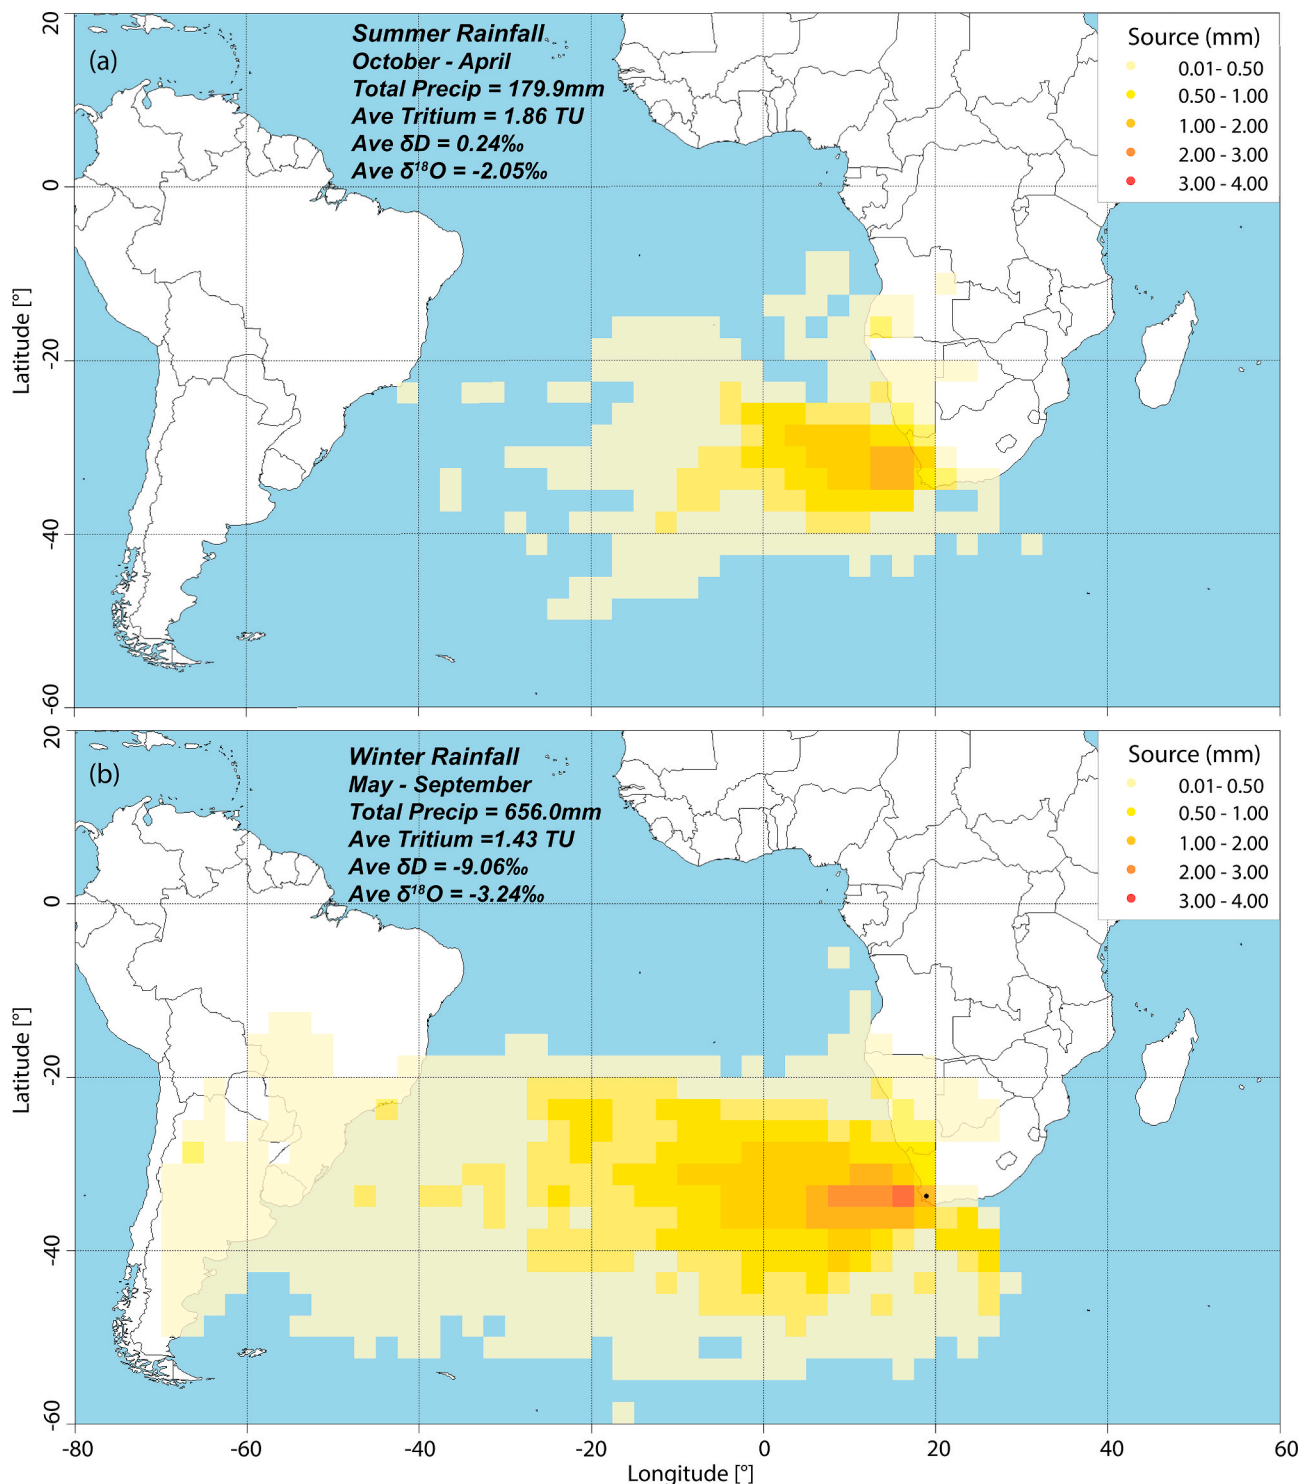 (a)
Summer Rainfall
October - April
Total Precip = 179.9mm
Ave Tritium = 1.86 TU
Ave δD = 0.24‰
Ave δ¹⁸O = -2.05‰
Source (mm)
0.01- 0.50
0.50 - 1.00
1.00 - 2.00
2.00 - 3.00
3.00 - 4.00
20
0
-20
-40
-60
Latitude [°]
(b)
Winter Rainfall
May - September
Total Precip = 656.0mm
Ave Tritium =1.43 TU
Ave δD = -9.06‰
Ave δ¹⁸O = -3.24‰
Source (mm)
0.01- 0.50
0.50 - 1.00
1.00 - 2.00
2.00 - 3.00
3.00 - 4.00
20
0
-20
-40
-60
Latitude [°]
-80 -60 -40 -20 0 20 40 60
Longitude [°]